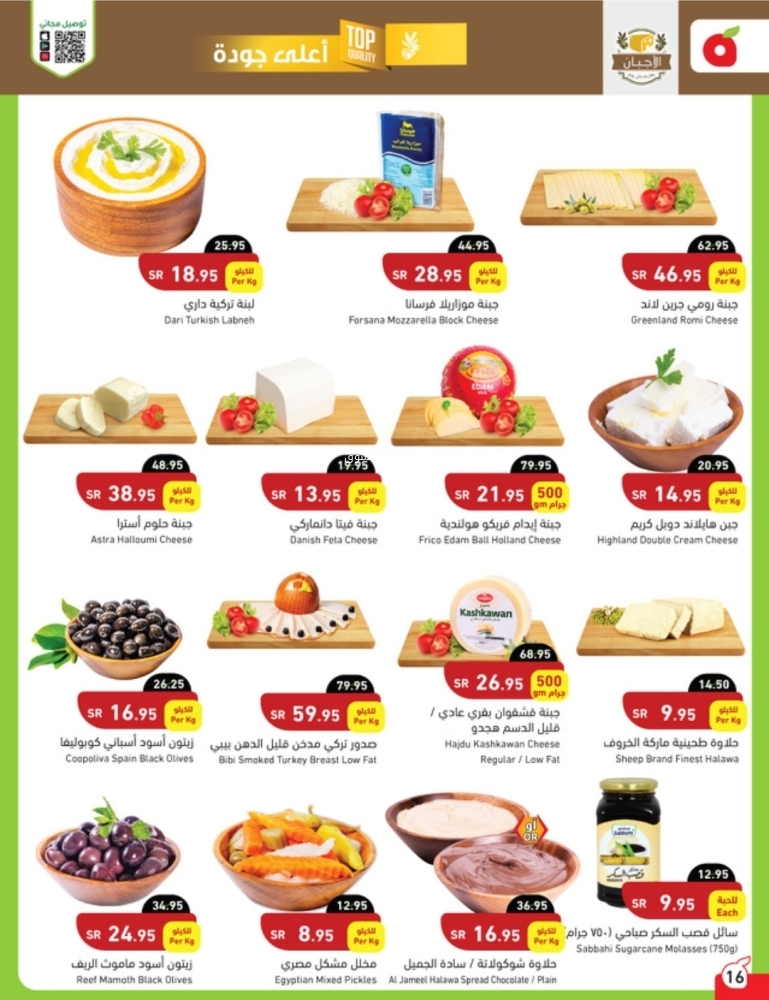 توصيل مجاني
أعلى جودة
TOP
QUALITY
الأجبان
25.95
SR 18.95
للكيلو
Per Kg
لبنة تركية داري
Dari Turkish Labneh
44.95
SR 28.95
للكيلو
Per Kg
جبنة موزاريلا فرسانا
Forsana Mozzarella Block Cheese
62.95
SR 46.95
للكيلو
Per Kg
جبنة رومي جرين لاند
Greenland Romi Cheese
48.95
SR 38.95
للكيلو
Per Kg
جبنة حلوم أسترا
Astra Halloumi Cheese
19.95
SR 13.95
للكيلو
Per Kg
جبنة فيتا دانماركي
Danish Feta Cheese
Frico
EDAM
79.95
SR 21.95
500
جرام gm
جبنة إيدام فريكو هولندية
Frico Edam Ball Holland Cheese
20.95
SR 14.95
للكيلو
Per Kg
جبن هايلاند دوبل كريم
Highland Double Cream Cheese
26.25
SR 16.95
للكيلو
Per Kg
زيتون أسود أسباني كوبوليفا
Coopoliva Spain Black Olives
79.95
SR 59.95
للكيلو
Per Kg
صدور تركي مدخن قليل الدهن بيبي
Bibi Smoked Turkey Breast Low Fat
Kashkawan
68.95
SR 26.95
500
جرام gm
جبنة قشقوان بقري عادي /
قليل الدسم هجدو
Hajdu Kashkawan Cheese
Regular / Low Fat
14.50
SR 9.95
للكيلو
Per Kg
حلاوة طحينية ماركة الخروف
Sheep Brand Finest Halawa
34.95
SR 24.95
للكيلو
Per Kg
زيتون أسود ماموث الريف
Reef Mamoth Black Olives
12.95
SR 8.95
للكيلو
Per Kg
مخلل مشكل مصري
Egyptian Mixed Pickles
أو
OR
36.95
SR 16.95
للكيلو
Per Kg
حلاوة شوكولاتة / سادة الجميل
Al Jameel Halawa Spread Chocolate / Plain
Sabbahi
قصب السكر
12.95
SR 9.95
للحبة
Each
سائل قصب السكر صباحي (٧٥٠ جرام)
Sabbahi Sugarcane Molasses (750g)
16